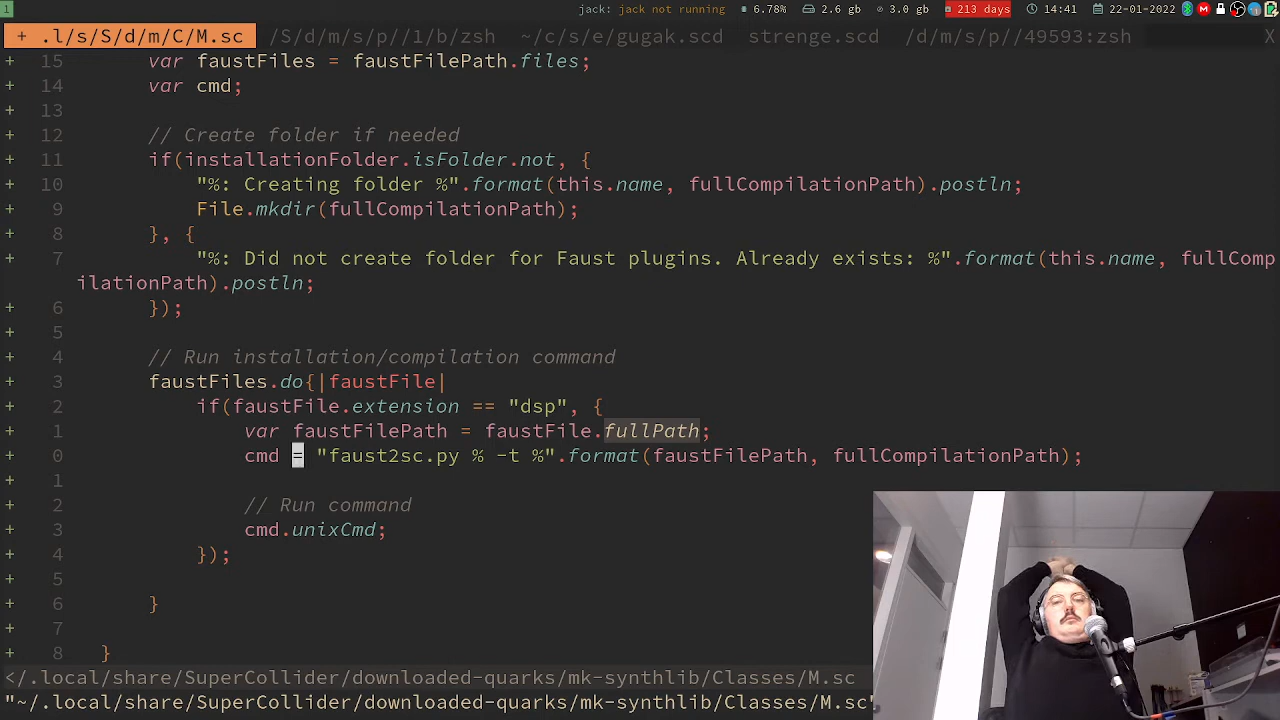 1 jack: jack not running 6.78% 2.6 gb 3.0 gb 213 days 14:41 22-01-2022
+ .l/s/S/d/m/C/M.sc /S/d/m/s/p//1/b/zsh ~/c/s/e/gugak.scd strenge.scd /d/m/s/p//49593:zsh X
+ 15 var faustFiles = faustFilePath.files;
+ 14 var cmd;
+ 13
+ 12 // Create folder if needed
+ 11 if(installationFolder.isFolder.not, {
+ 10 "%: Creating folder %".format(this.name, fullCompilationPath).postln;
+ 9 File.mkdir(fullCompilationPath);
+ 8 }, {
+ 7 "%: Did not create folder for Faust plugins. Already exists: %".format(this.name, fullComp
ilationPath).postln;
+ 6 });
+ 5
+ 4 // Run installation/compilation command
+ 3 faustFiles.do{|faustFile|
+ 2 if(faustFile.extension == "dsp", {
+ 1 var faustFilePath = faustFile.fullPath;
+ 0 cmd = "faust2sc.py % -t %".format(faustFilePath, fullCompilationPath);
+ 1
+ 2 // Run command
+ 3 cmd.unixCmd;
+ 4 });
+ 5
+ 6 }
+ 7
+ 8 }
</.local/share/SuperCollider/downloaded-quarks/mk-synthlib/Classes/M.sc
"~/.local/share/SuperCollider/downloaded-quarks/mk-synthlib/Classes/M.sc"